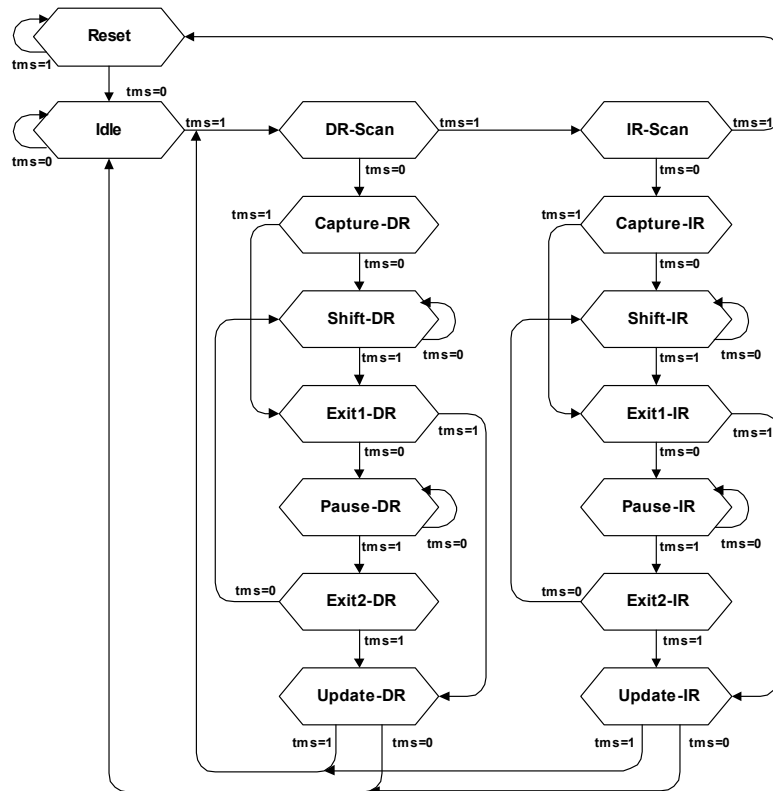 Reset
tms=1
tms=0
Idle
tms=0
tms=1
DR-Scan
tms=1
IR-Scan
tms=1
tms=0
tms=0
tms=1
Capture-DR
tms=0
tms=1
Capture-IR
tms=0
Shift-DR
tms=0
tms=1
Shift-IR
tms=0
tms=1
Exit1-DR
tms=1
tms=0
Exit1-IR
tms=1
tms=0
Pause-DR
tms=0
tms=1
Pause-IR
tms=0
tms=1
tms=0
Exit2-DR
tms=1
tms=0
Exit2-IR
tms=1
Update-DR
tms=1
tms=0
Update-IR
tms=1
tms=0